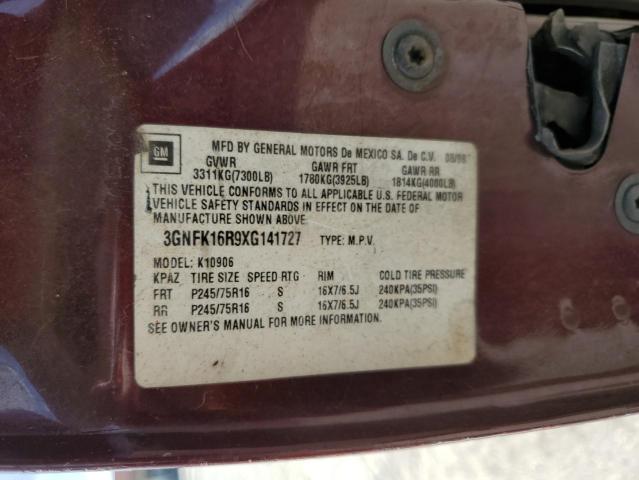 GM
MFD BY GENERAL MOTORS De MEXICO SA. De C.V. 08/98
GVWR GAWR FRT GAWR RR
3311KG(7300LB) 1780KG(3925LB) 1814KG(4000LB)
THIS VEHICLE CONFORMS TO ALL APPLICABLE U.S. FEDERAL MOTOR
VEHICLE SAFETY STANDARDS IN EFFECT ON THE DATE OF
MANUFACTURE SHOWN ABOVE.
3GNFK16R9XG141727 TYPE: M.P.V.
MODEL: K10906
KPAZ TIRE SIZE SPEED RTG RIM COLD TIRE PRESSURE
FRT P245/75R16 S 16X7/6.5J 240KPA(35PSI)
RR P245/75R16 S 16X7/6.5J 240KPA(35PSI)
SEE OWNER'S MANUAL FOR MORE INFORMATION.